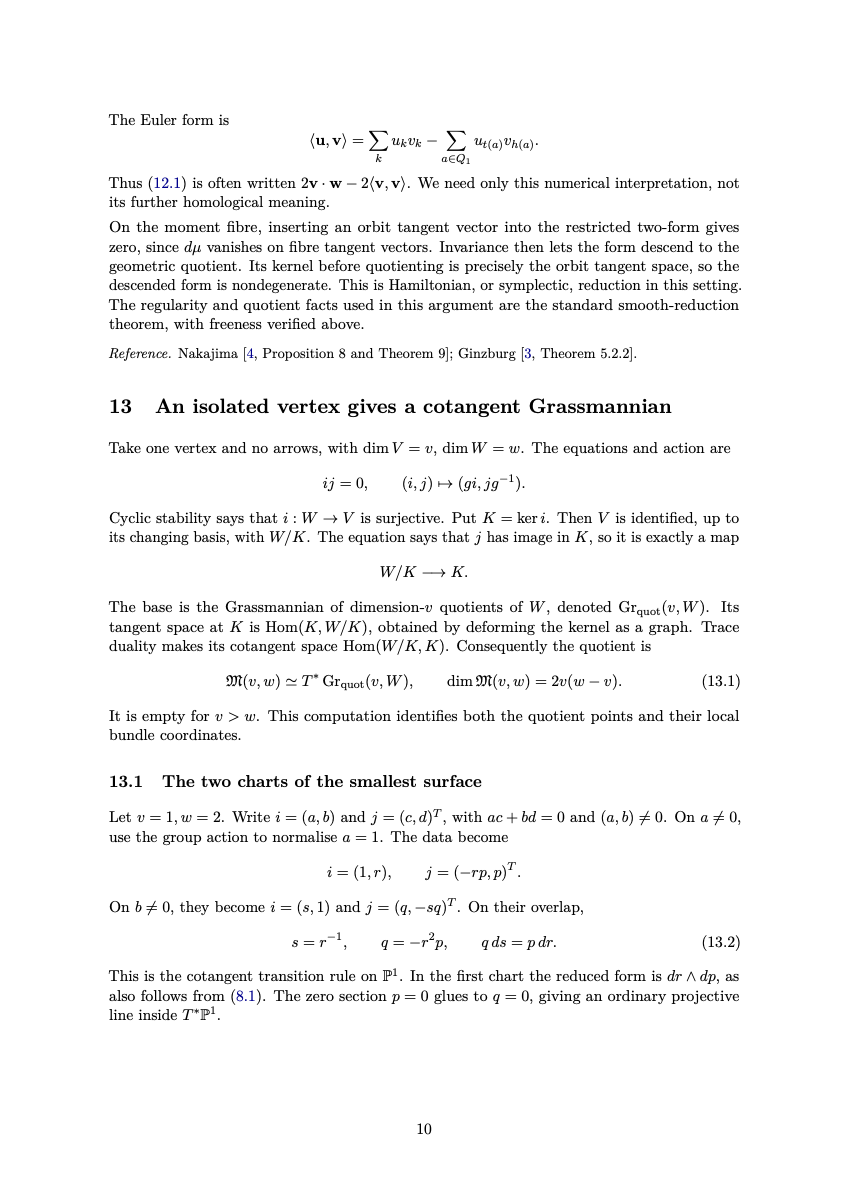 The Euler form is
⟨u, v⟩ = ∑_k u_k v_k − ∑_{a∈Q_1} u_{t(a)} v_{h(a)}.
Thus (12.1) is often written 2v · w − 2⟨v, v⟩. We need only this numerical interpretation, not
its further homological meaning.
On the moment fibre, inserting an orbit tangent vector into the restricted two-form gives
zero, since dμ vanishes on fibre tangent vectors. Invariance then lets the form descend to the
geometric quotient. Its kernel before quotienting is precisely the orbit tangent space, so the
descended form is nondegenerate. This is Hamiltonian, or symplectic, reduction in this setting.
The regularity and quotient facts used in this argument are the standard smooth-reduction
theorem, with freeness verified above.
Reference. Nakajima [4, Proposition 8 and Theorem 9]; Ginzburg [3, Theorem 5.2.2].
13 An isolated vertex gives a cotangent Grassmannian
Take one vertex and no arrows, with dim V = v, dim W = w. The equations and action are
ij = 0, (i, j) ↦ (gi, jg⁻¹).
Cyclic stability says that i : W → V is surjective. Put K = ker i. Then V is identified, up to
its changing basis, with W/K. The equation says that j has image in K, so it is exactly a map
W/K ⟶ K.
The base is the Grassmannian of dimension-v quotients of W, denoted Gr_quot(v, W). Its
tangent space at K is Hom(K, W/K), obtained by deforming the kernel as a graph. Trace
duality makes its cotangent space Hom(W/K, K). Consequently the quotient is
𝔐(v, w) ≃ T* Gr_quot(v, W), dim 𝔐(v, w) = 2v(w − v). (13.1)
It is empty for v > w. This computation identifies both the quotient points and their local
bundle coordinates.
13.1 The two charts of the smallest surface
Let v = 1, w = 2. Write i = (a, b) and j = (c, d)ᵀ, with ac + bd = 0 and (a, b) ≠ 0. On a ≠ 0,
use the group action to normalise a = 1. The data become
i = (1, r), j = (−rp, p)ᵀ.
On b ≠ 0, they become i = (s, 1) and j = (q, −sq)ᵀ. On their overlap,
s = r⁻¹, q = −r²p, q ds = p dr. (13.2)
This is the cotangent transition rule on ℙ¹. In the first chart the reduced form is dr ∧ dp, as
also follows from (8.1). The zero section p = 0 glues to q = 0, giving an ordinary projective
line inside T*ℙ¹.
10